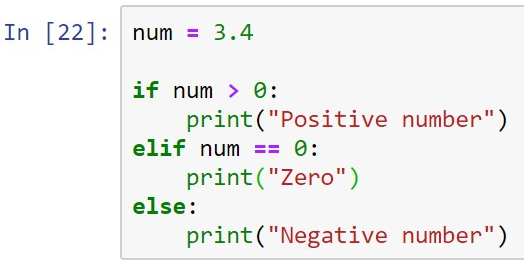 In [22]: num = 3.4
if num > 0:
    print("Positive number")
elif num == 0:
    print("Zero")
else:
    print("Negative number")